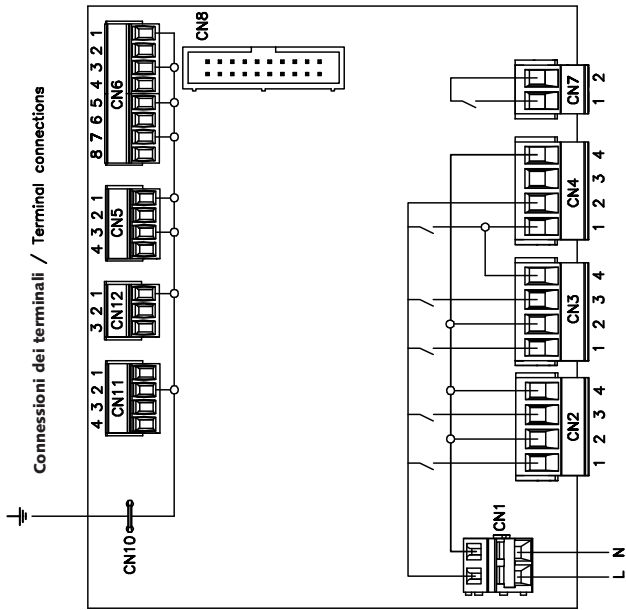 Connessioni dei terminali / Terminal connections
CN10
4 3 2 1
CN11
3 2 1
CN12
4 3 2 1
CN5
8 7 6 5 4 3 2 1
CN6
CN8
L N
CN1
1 2 3 4
CN2
1 2 3 4
CN3
1 2 3 4
CN4
1 2
CN7